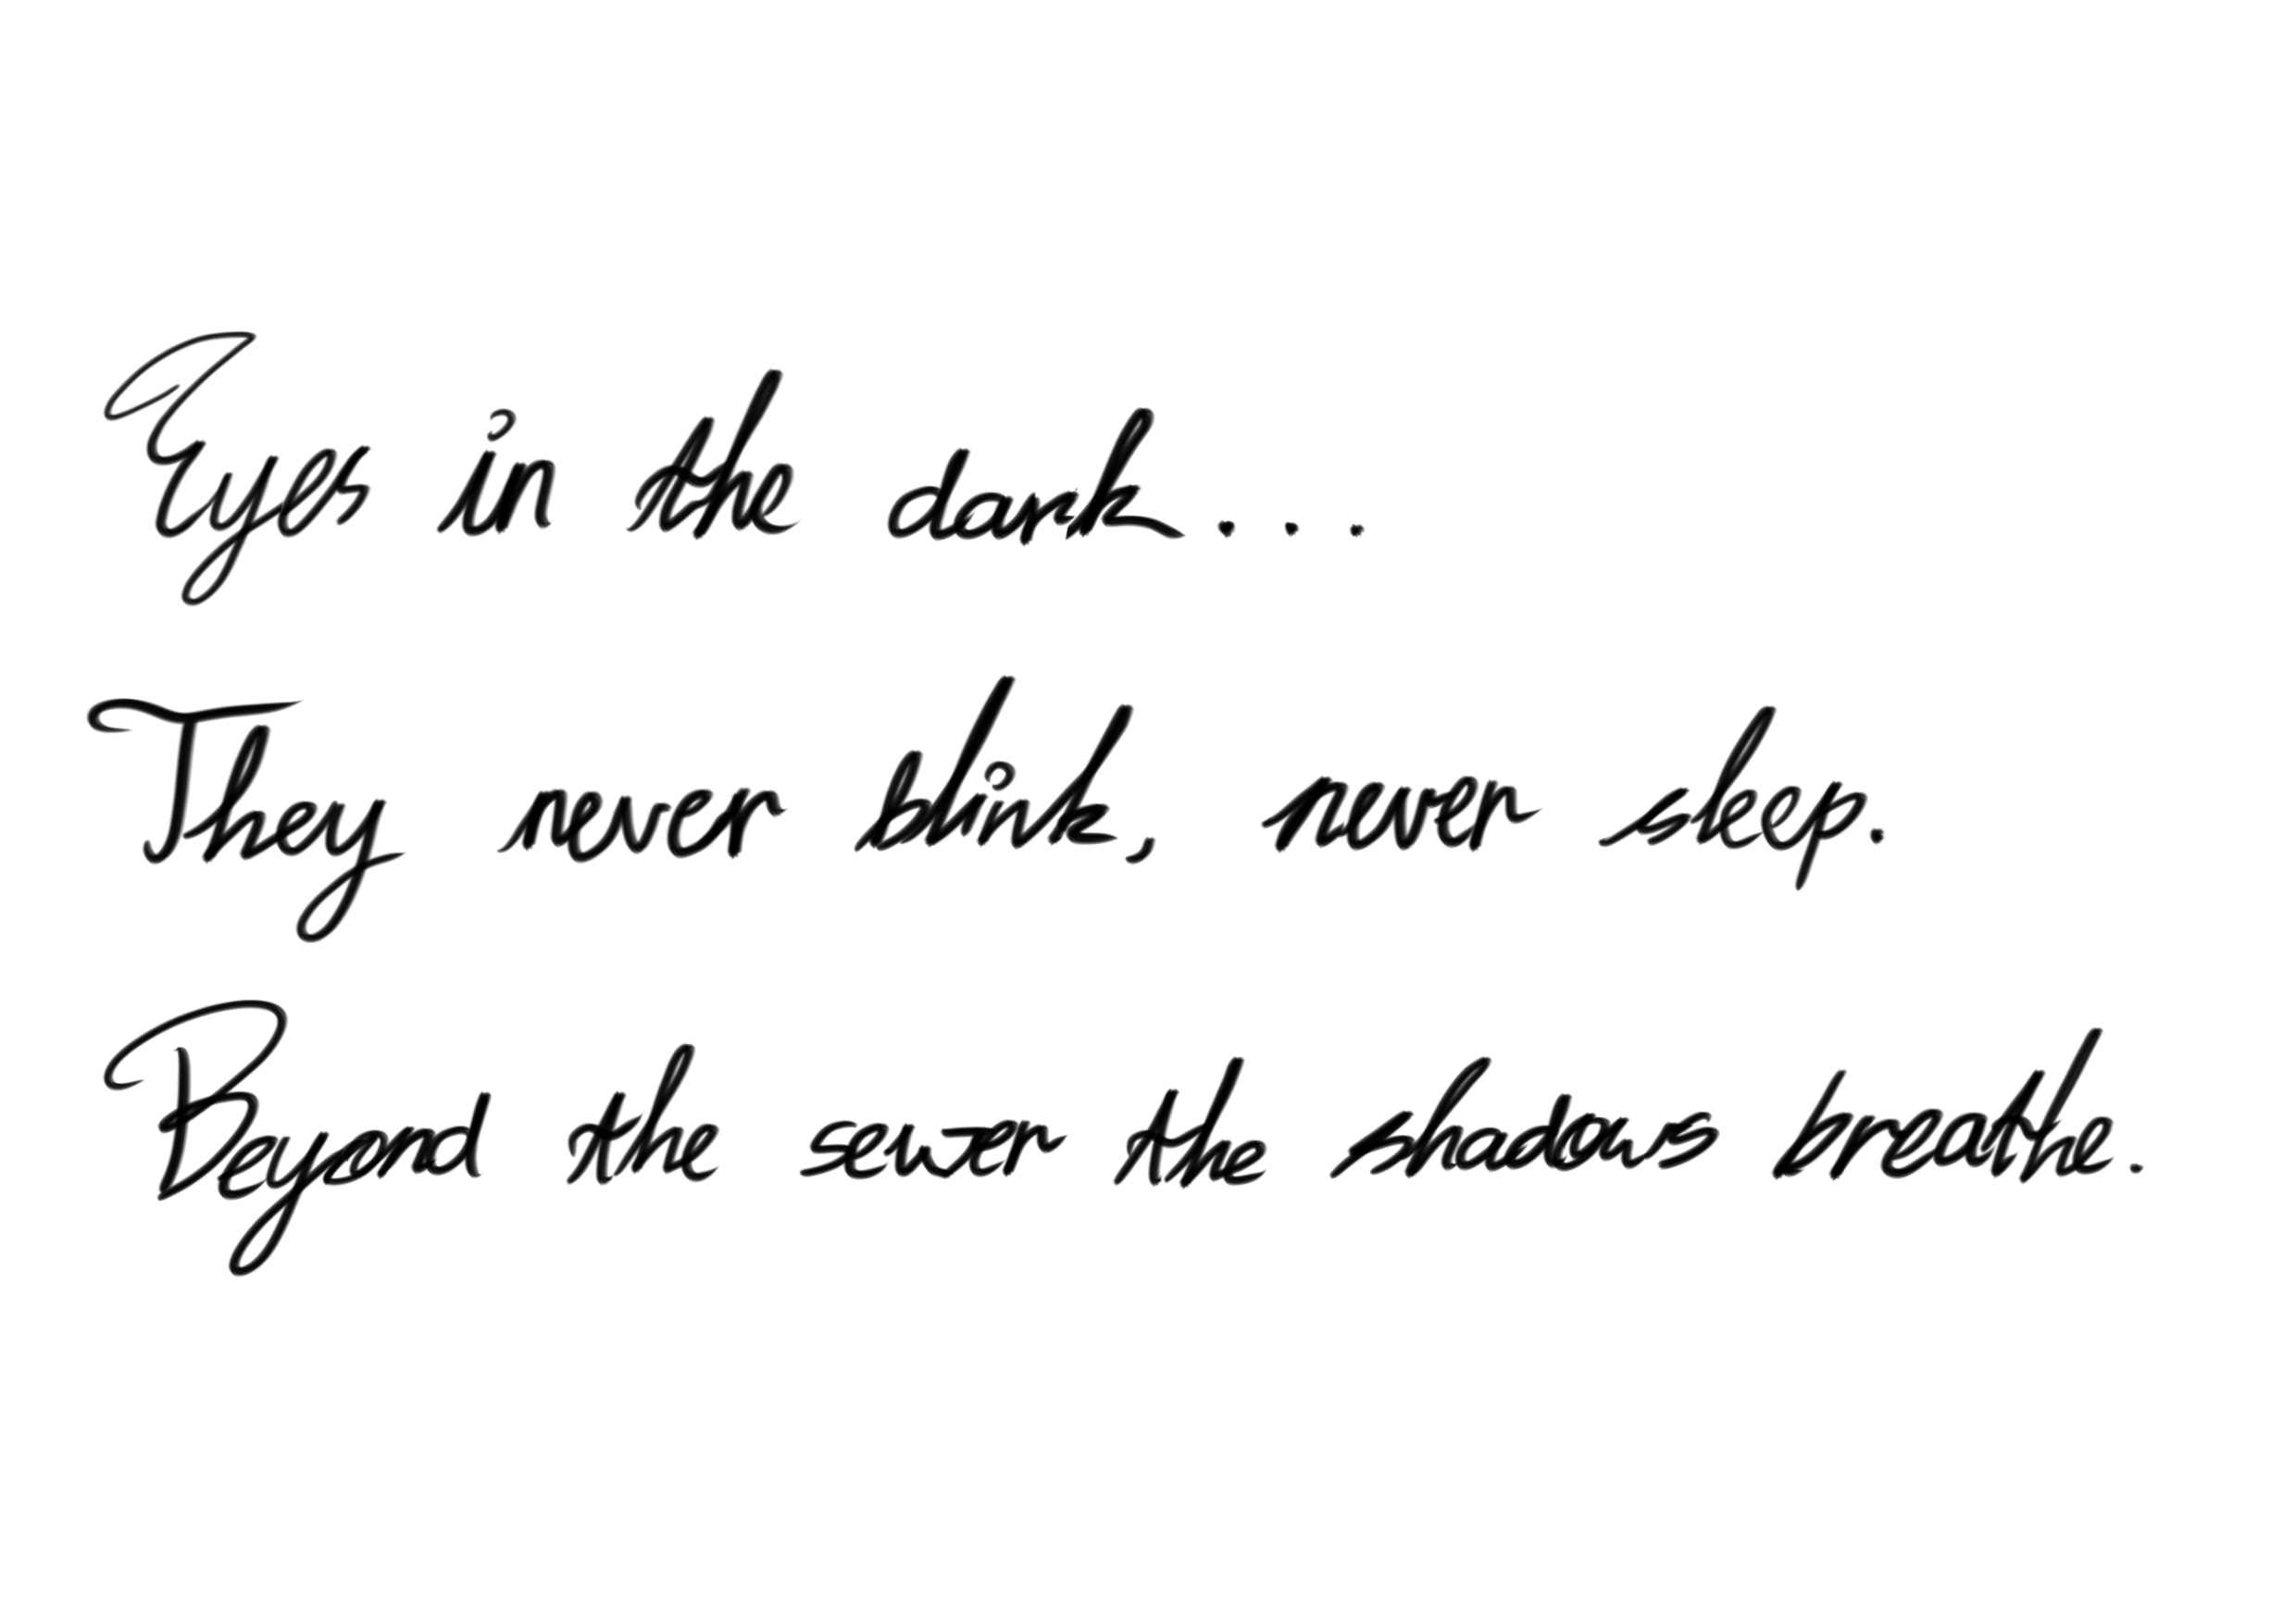 Eyes in the dark...
They never blink, never sleep.
Beyond the sewer the shadows breathe.